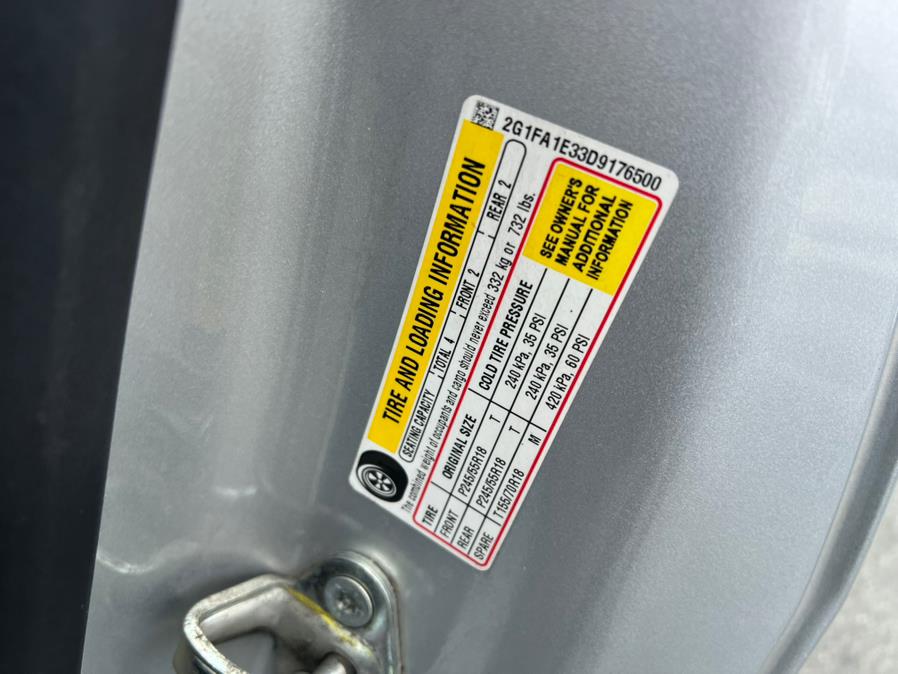 2G1FA1E33D9176500
TIRE AND LOADING INFORMATION
SEATING CAPACITY TOTAL 4 FRONT 2 REAR 2
The combined weight of occupants and cargo should never exceed 332 kg or 732 lbs.
TIRE ORIGINAL SIZE COLD TIRE PRESSURE
FRONT P245/55R18 T 240 kPa, 35 PSI
REAR P245/55R18 T 240 kPa, 35 PSI
SPARE T155/70R18 M 420 kPa, 60 PSI
SEE OWNER'S
MANUAL FOR
ADDITIONAL
INFORMATION